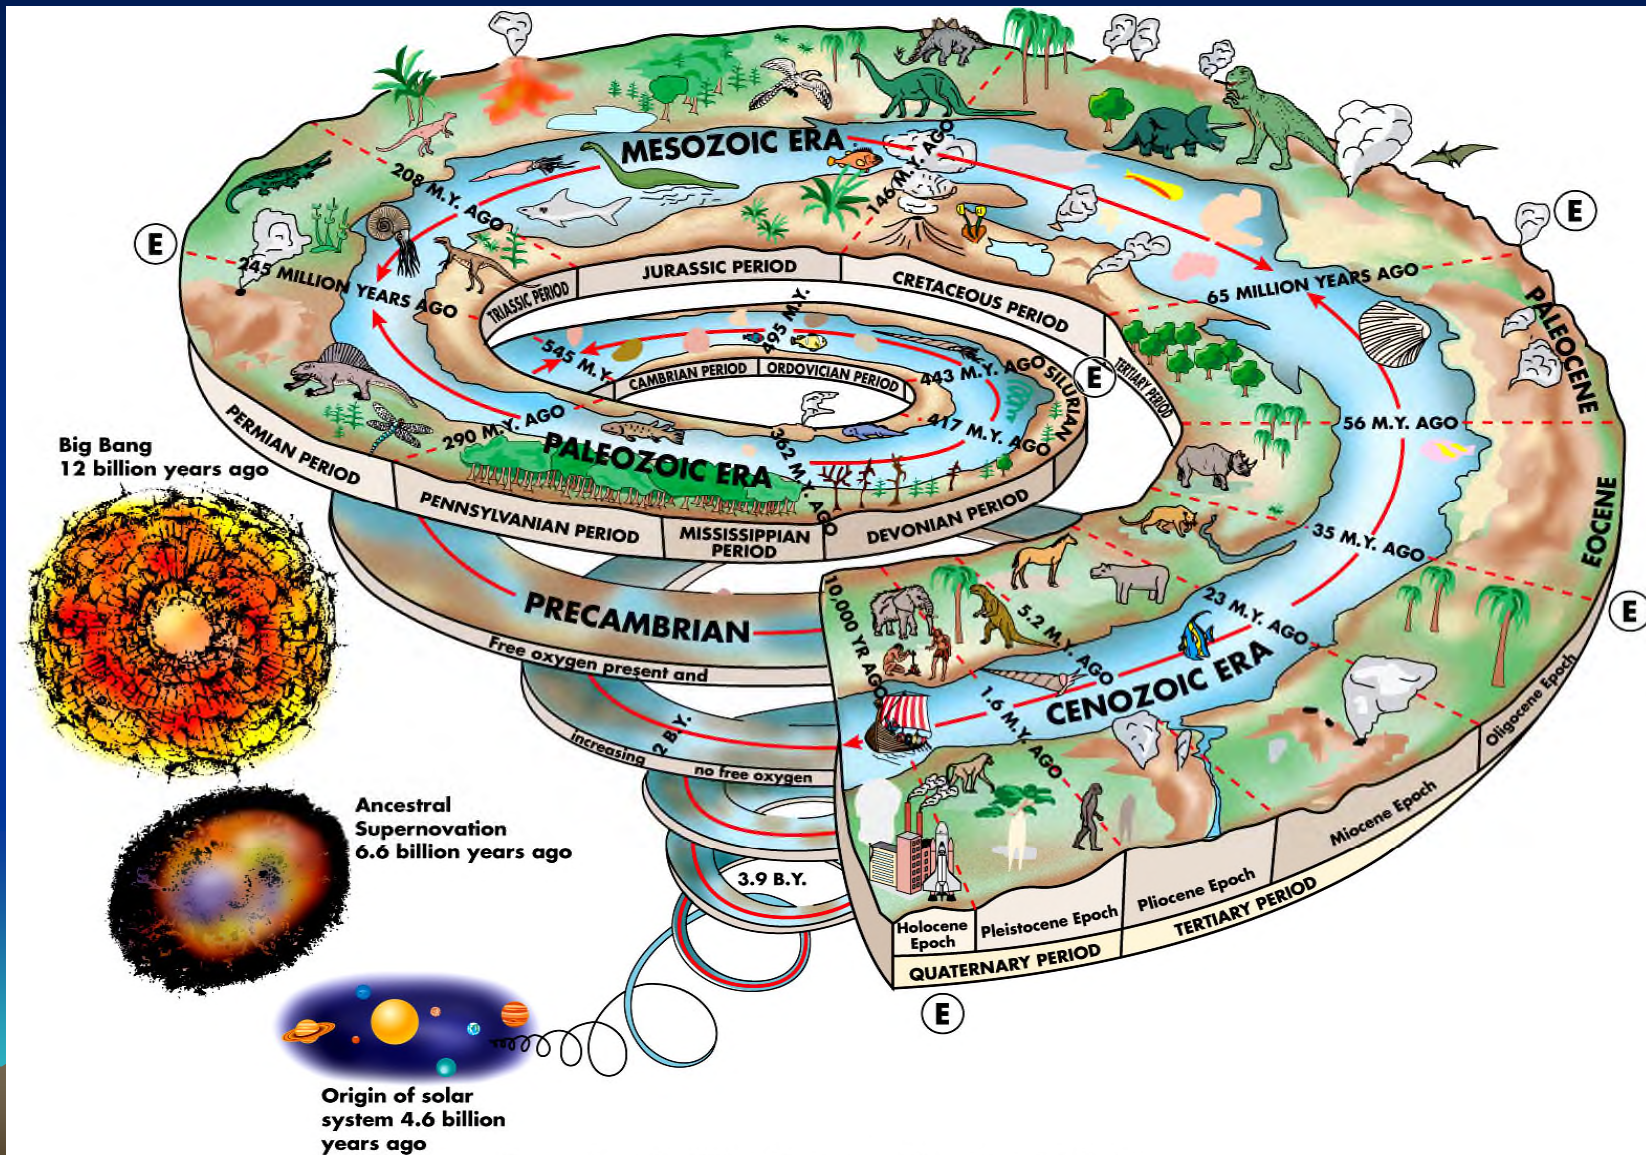 Big Bang
12 billion years ago
Ancestral
Supernovation
6.6 billion years ago
Origin of solar
system 4.6 billion
years ago
3.9 B.Y.
no free oxygen
2 B.Y.
increasing
Free oxygen present and
PRECAMBRIAN
545 M.Y.
CAMBRIAN PERIOD
495 M.Y.
ORDOVICIAN PERIOD
443 M.Y. AGO
SILURIAN
417 M.Y. AGO
DEVONIAN PERIOD
362 M.Y. AGO
MISSISSIPPIAN
PERIOD
PALEOZOIC ERA
PENNSYLVANIAN PERIOD
290 M.Y. AGO
PERMIAN PERIOD
E
245 MILLION YEARS AGO
TRIASSIC PERIOD
208 M.Y. AGO
MESOZOIC ERA
JURASSIC PERIOD
146 M.Y. AGO
CRETACEOUS PERIOD
E
65 MILLION YEARS AGO
E
TERTIARY PERIOD
PALEOCENE
56 M.Y. AGO
EOCENE
35 M.Y. AGO
E
Oligocene Epoch
23 M.Y. AGO
CENOZOIC ERA
Miocene Epoch
5.2 M.Y. AGO
Pliocene Epoch
TERTIARY PERIOD
1.6 M.Y AGO
Pleistocene Epoch
10,000 YR AGO
Holocene
Epoch
QUATERNARY PERIOD
E